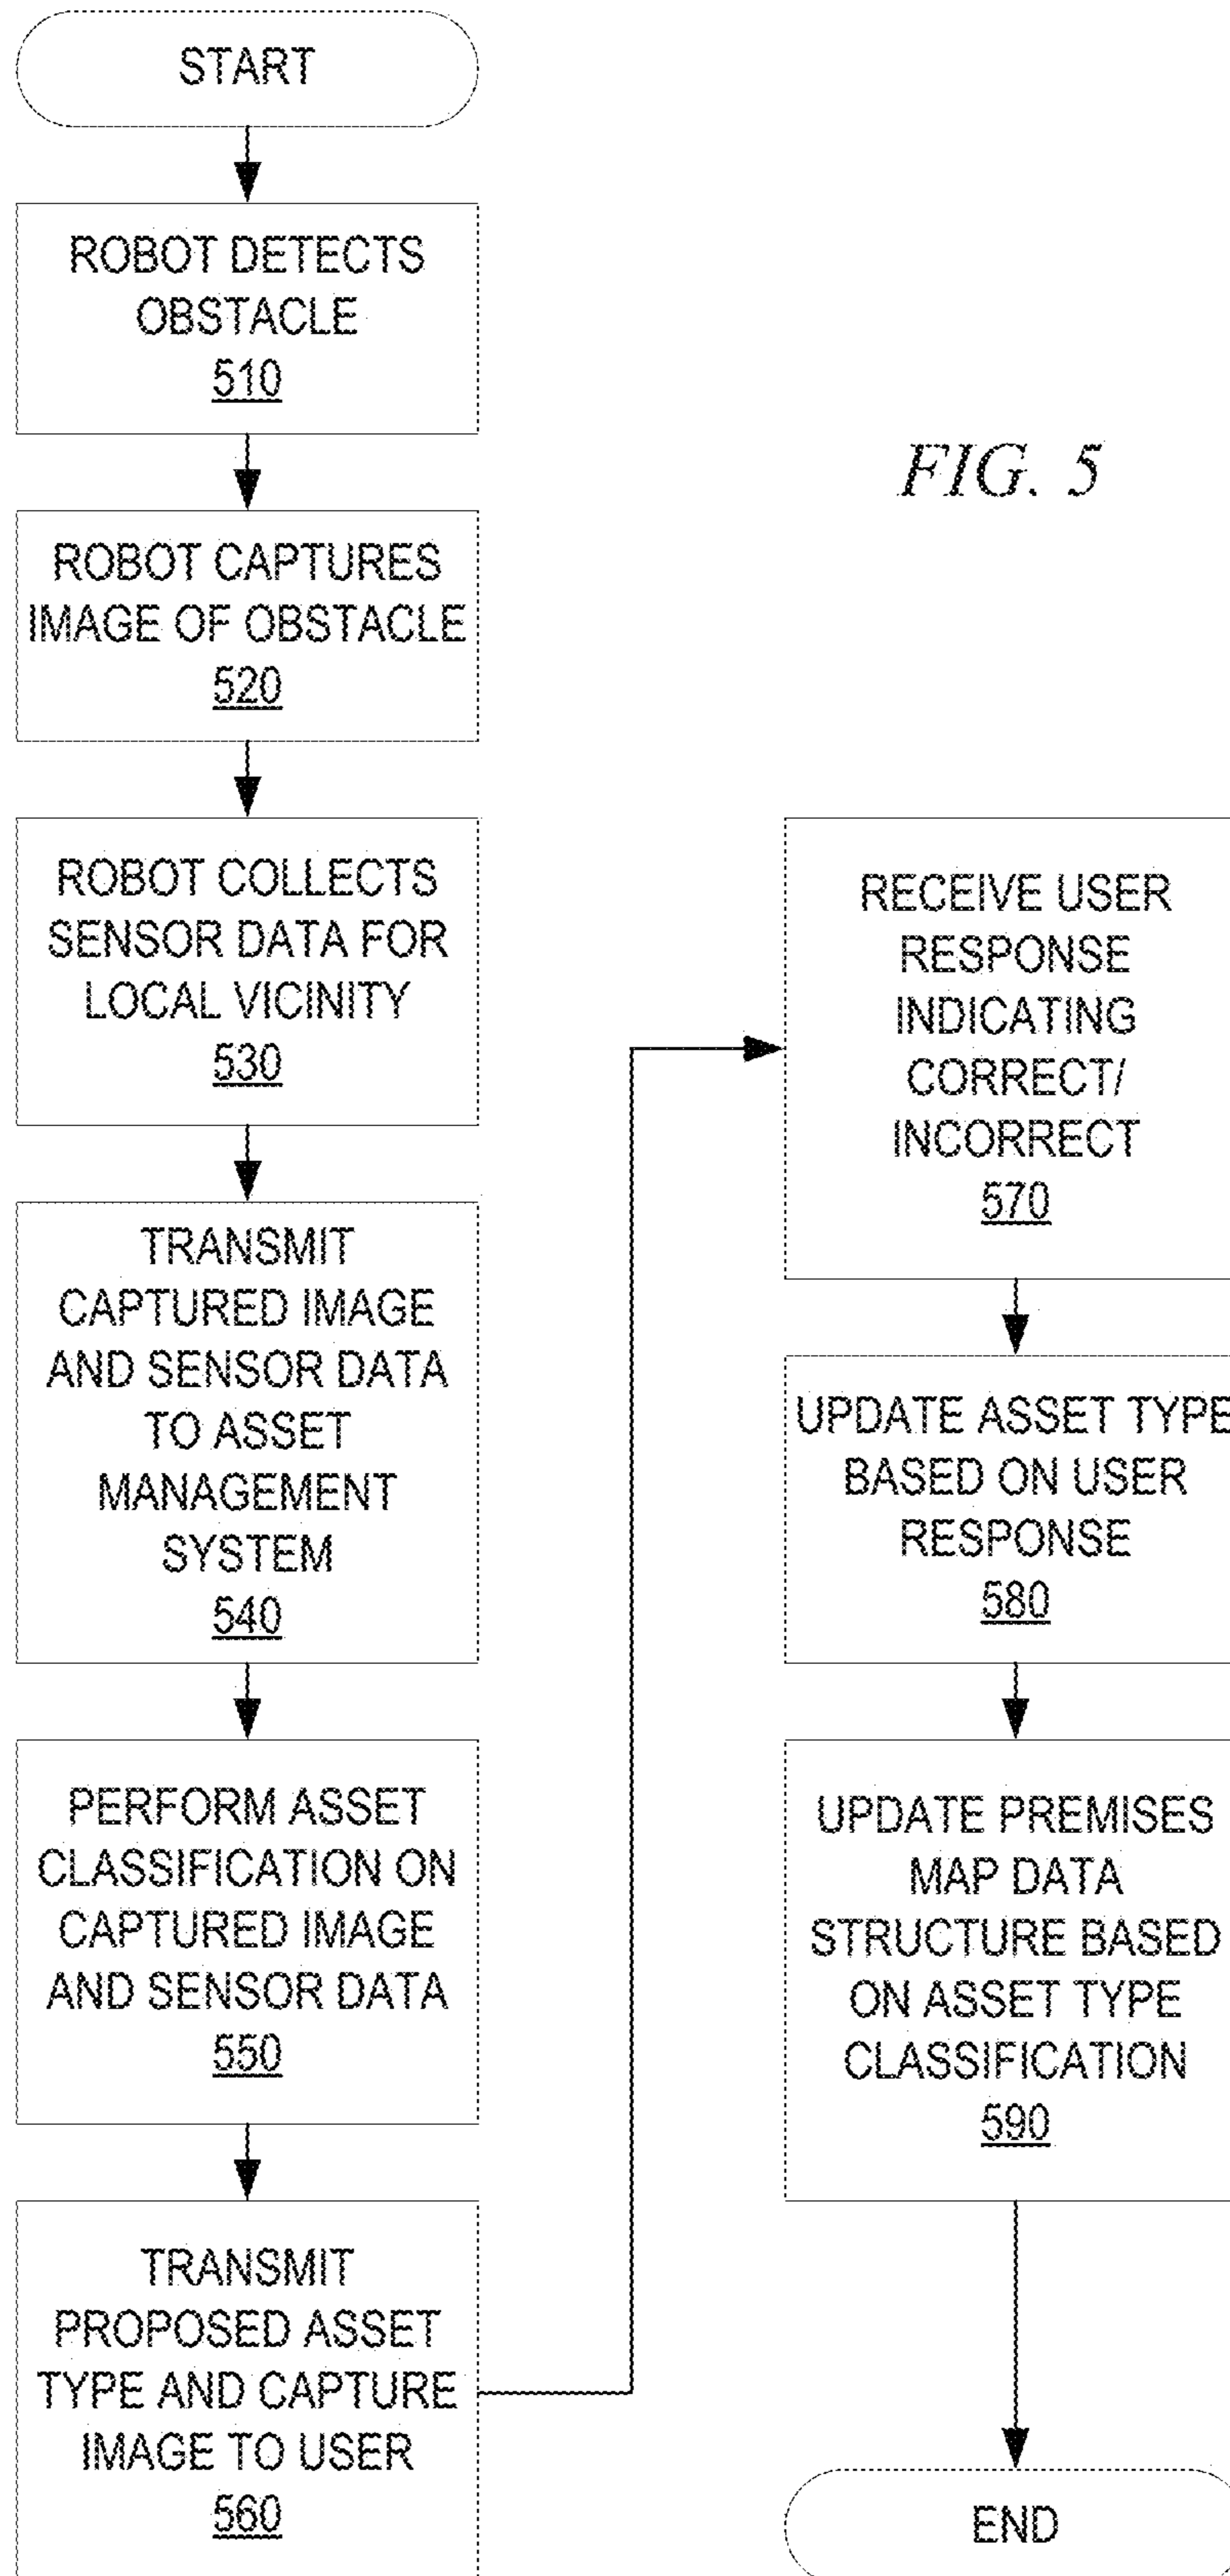 START
ROBOT DETECTS
OBSTACLE
510
ROBOT CAPTURES
IMAGE OF OBSTACLE
520
ROBOT COLLECTS
SENSOR DATA FOR
LOCAL VICINITY
530
TRANSMIT
CAPTURED IMAGE
AND SENSOR DATA
TO ASSET
MANAGEMENT
SYSTEM
540
PERFORM ASSET
CLASSIFICATION ON
CAPTURED IMAGE
AND SENSOR DATA
550
TRANSMIT
PROPOSED ASSET
TYPE AND CAPTURE
IMAGE TO USER
560
FIG. 5
RECEIVE USER
RESPONSE
INDICATING
CORRECT/
INCORRECT
570
UPDATE ASSET TYPE
BASED ON USER
RESPONSE
580
UPDATE PREMISES
MAP DATA
STRUCTURE BASED
ON ASSET TYPE
CLASSIFICATION
590
END